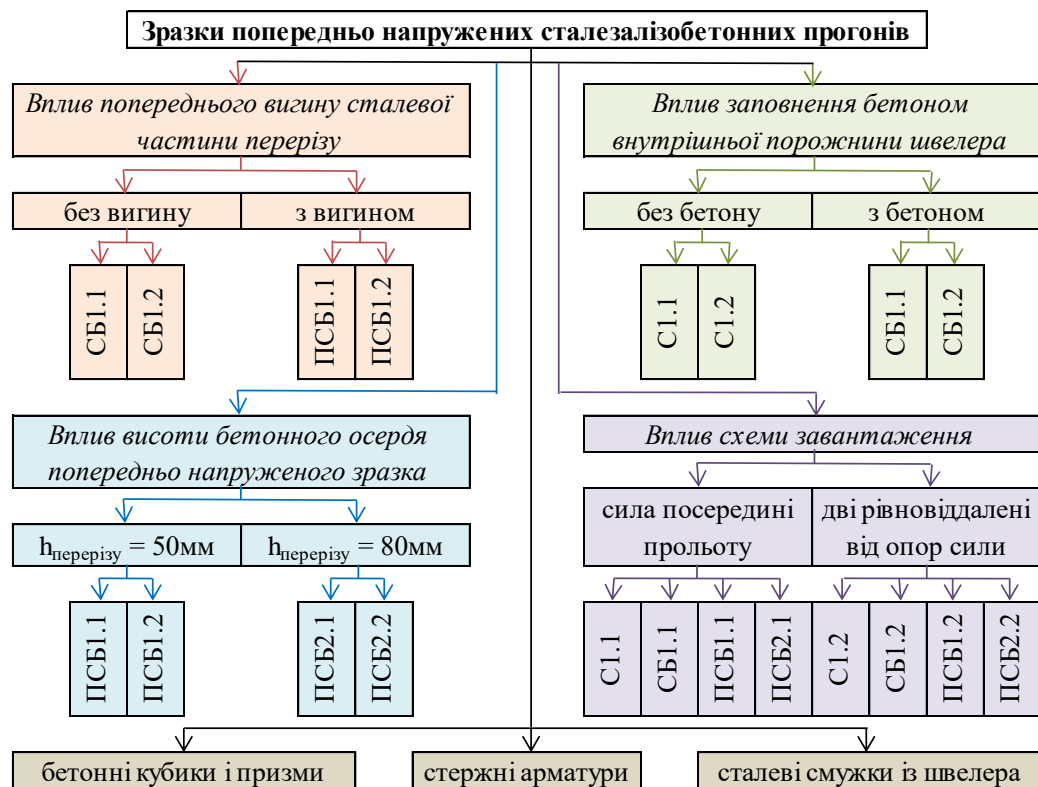 Зразки попередньо напружених сталезалізобетонних прогонів
Вплив попереднього вигину сталевої
частини перерізу
без вигину
з вигином
СБ1.1
СБ1.2
ПСБ1.1
ПСБ1.2
Вплив заповнення бетоном
внутрішньої порожнини швелера
без бетону
з бетоном
С1.1
С1.2
СБ1.1
СБ1.2
Вплив висоти бетонного осердя
попередньо напруженого зразка
hперерізу = 50мм
hперерізу = 80мм
ПСБ1.1
ПСБ1.2
ПСБ2.1
ПСБ2.2
Вплив схеми завантаження
сила посередині
прольоту
дві рівновіддалені
від опор сили
С1.1
СБ1.1
ПСБ1.1
ПСБ2.1
С1.2
СБ1.2
ПСБ1.2
ПСБ2.2
бетонні кубики і призми
стержні арматури
сталеві смужки із швелера